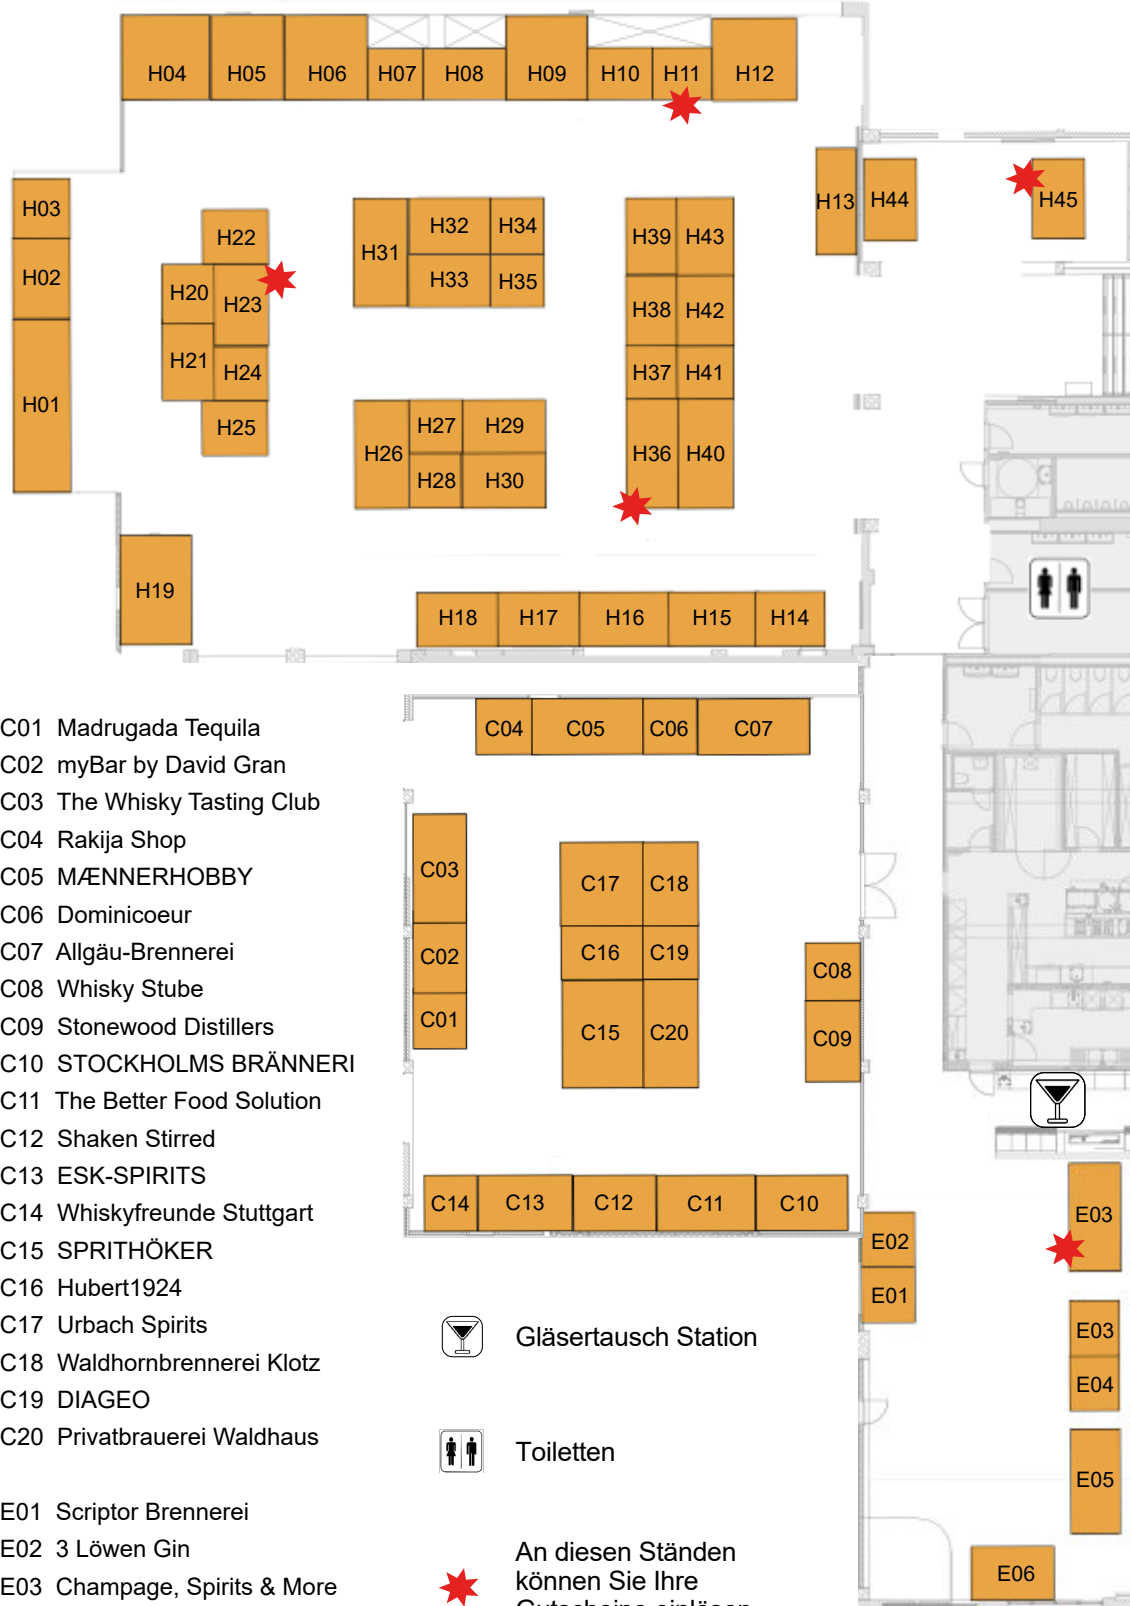 H04 H05 H06 H07 H08 H09 H10 H11 H12
H03 H13 H44 H45
H22 H32 H34 H39 H43
H31
H02 H20 H23 H33 H35
H38 H42
H21 H24 H37 H41
H01
H25 H27 H29
H26 H36 H40
H28 H30
H19
H18 H17 H16 H15 H14
C04 C05 C06 C07
C03 C17 C18
C02 C16 C19 C08
C01 C15 C20 C09
C14 C13 C12 C11 C10
E03
E02
E01
E03
E04
E05
E06
C01 Madrugada Tequila
C02 myBar by David Gran
C03 The Whisky Tasting Club
C04 Rakija Shop
C05 MÆNNERHOBBY
C06 Dominicoeur
C07 Allgäu-Brennerei
C08 Whisky Stube
C09 Stonewood Distillers
C10 STOCKHOLMS BRÄNNERI
C11 The Better Food Solution
C12 Shaken Stirred
C13 ESK-SPIRITS
C14 Whiskyfreunde Stuttgart
C15 SPRITHÖKER
C16 Hubert1924
C17 Urbach Spirits
C18 Waldhornbrennerei Klotz
C19 DIAGEO
C20 Privatbrauerei Waldhaus
E01 Scriptor Brennerei
E02 3 Löwen Gin
E03 Champage, Spirits & More
Gläsertausch Station
Toiletten
An diesen Ständen
können Sie Ihre
Gutscheine einlösen